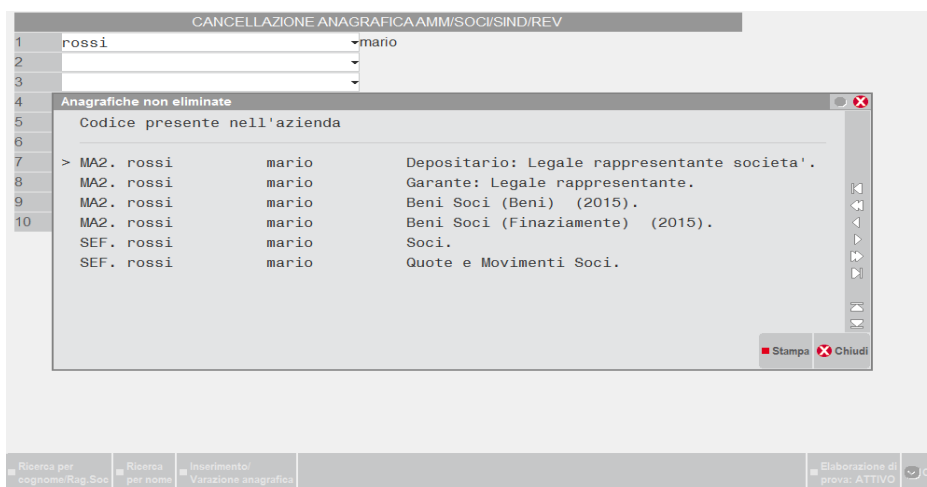 CANCELLAZIONE ANAGRAFICA AMM/SOCI/SIND/REV
1 rossi mario
2
3
4
5
6
7
8
9
10
Anagrafiche non eliminate
Codice presente nell'azienda
> MA2. rossi mario Depositario: Legale rappresentante societa'.
MA2. rossi mario Garante: Legale rappresentante.
MA2. rossi mario Beni Soci (Beni) (2015).
MA2. rossi mario Beni Soci (Finaziamente) (2015).
SEF. rossi mario Soci.
SEF. rossi mario Quote e Movimenti Soci.
Stampa Chiudi
Ricerca per cognome/Rag.Soc
Ricerca per nome
Inserimento/ Varazione anagrafica
Elaborazione di prova: ATTIVO